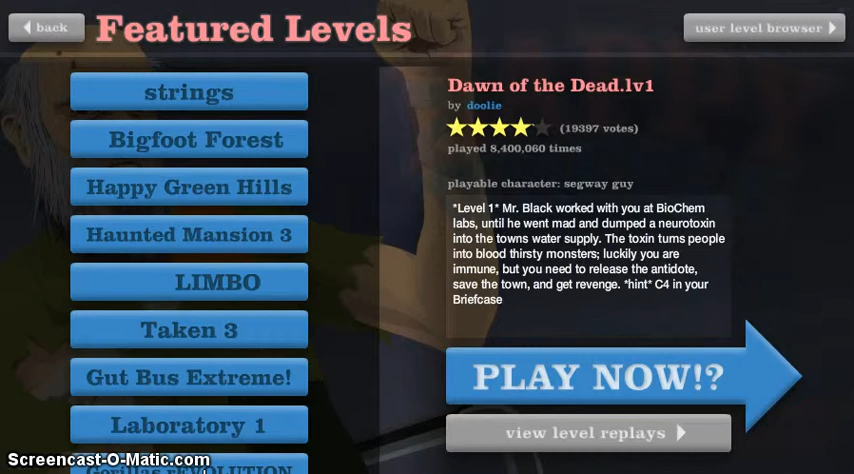 back
Featured Levels
user level browser
strings
Bigfoot Forest
Happy Green Hills
Haunted Mansion 3
LIMBO
Taken 3
Gut Bus Extreme!
Laboratory 1
Gorillas rEVOLUTION
Dawn of the Dead.lv1
by doolie
(19397 votes)
played 8,400,060 times
playable character: segway guy
*Level 1* Mr. Black worked with you at BioChem
labs, until he went mad and dumped a neurotoxin
into the towns water supply. The toxin turns people
into blood thirsty monsters; luckily you are
immune, but you need to release the antidote,
save the town, and get revenge. *hint* C4 in your
Briefcase
PLAY NOW!?
view level replays
Screencast-O-Matic.com